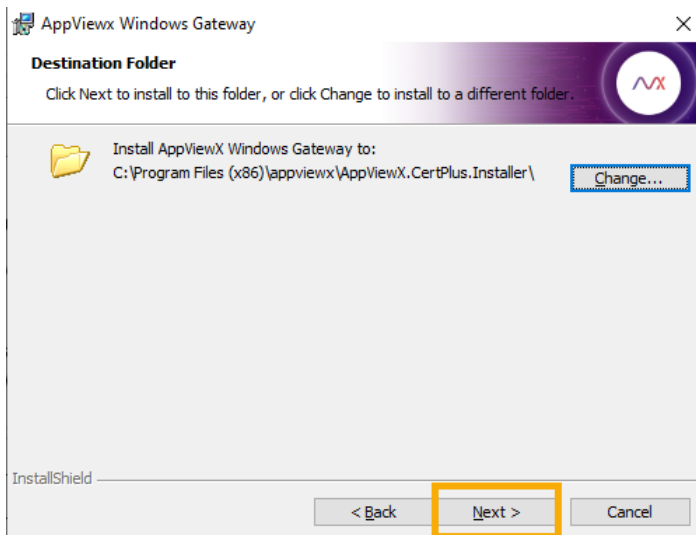 AppViewx Windows Gateway
Destination Folder
Click Next to install to this folder, or click Change to install to a different folder.
Install AppViewX Windows Gateway to:
C:\Program Files (x86)\appviewx\AppViewX.CertPlus.Installer\
Change...
InstallShield
< Back
Next >
Cancel